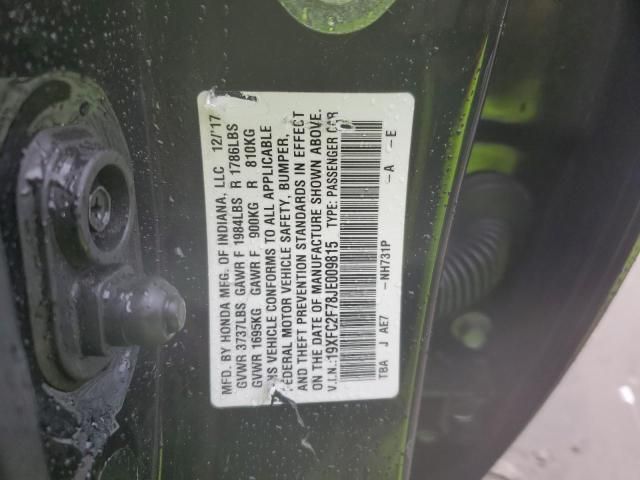 MFD. BY HONDA MFG. OF INDIANA, LLC 12/'17
GVWR 3737LBS GAWR F 1984LBS R 1786LBS
GVWR 1695KG GAWR F 900KG R 810KG
VEHICLE CONFORMS TO ALL APPLICABLE
FEDERAL MOTOR VEHICLE SAFETY, BUMPER,
AND THEFT PREVENTION STANDARDS IN EFFECT
ON THE DATE OF MANUFACTURE SHOWN ABOVE.
V.I.N.:19XFC2F78JE009815 TYPE: PASSENGER CAR
TBA J AE7 -NH731P -A -E